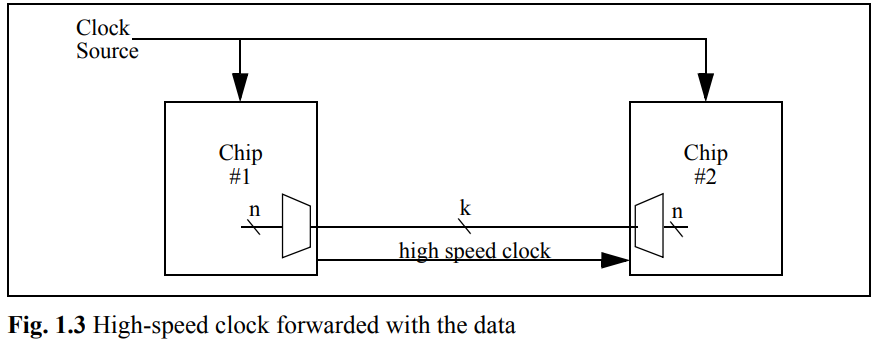 Clock
Source
Chip
#1
Chip
#2
n
k
n
high speed clock
Fig. 1.3 High-speed clock forwarded with the data